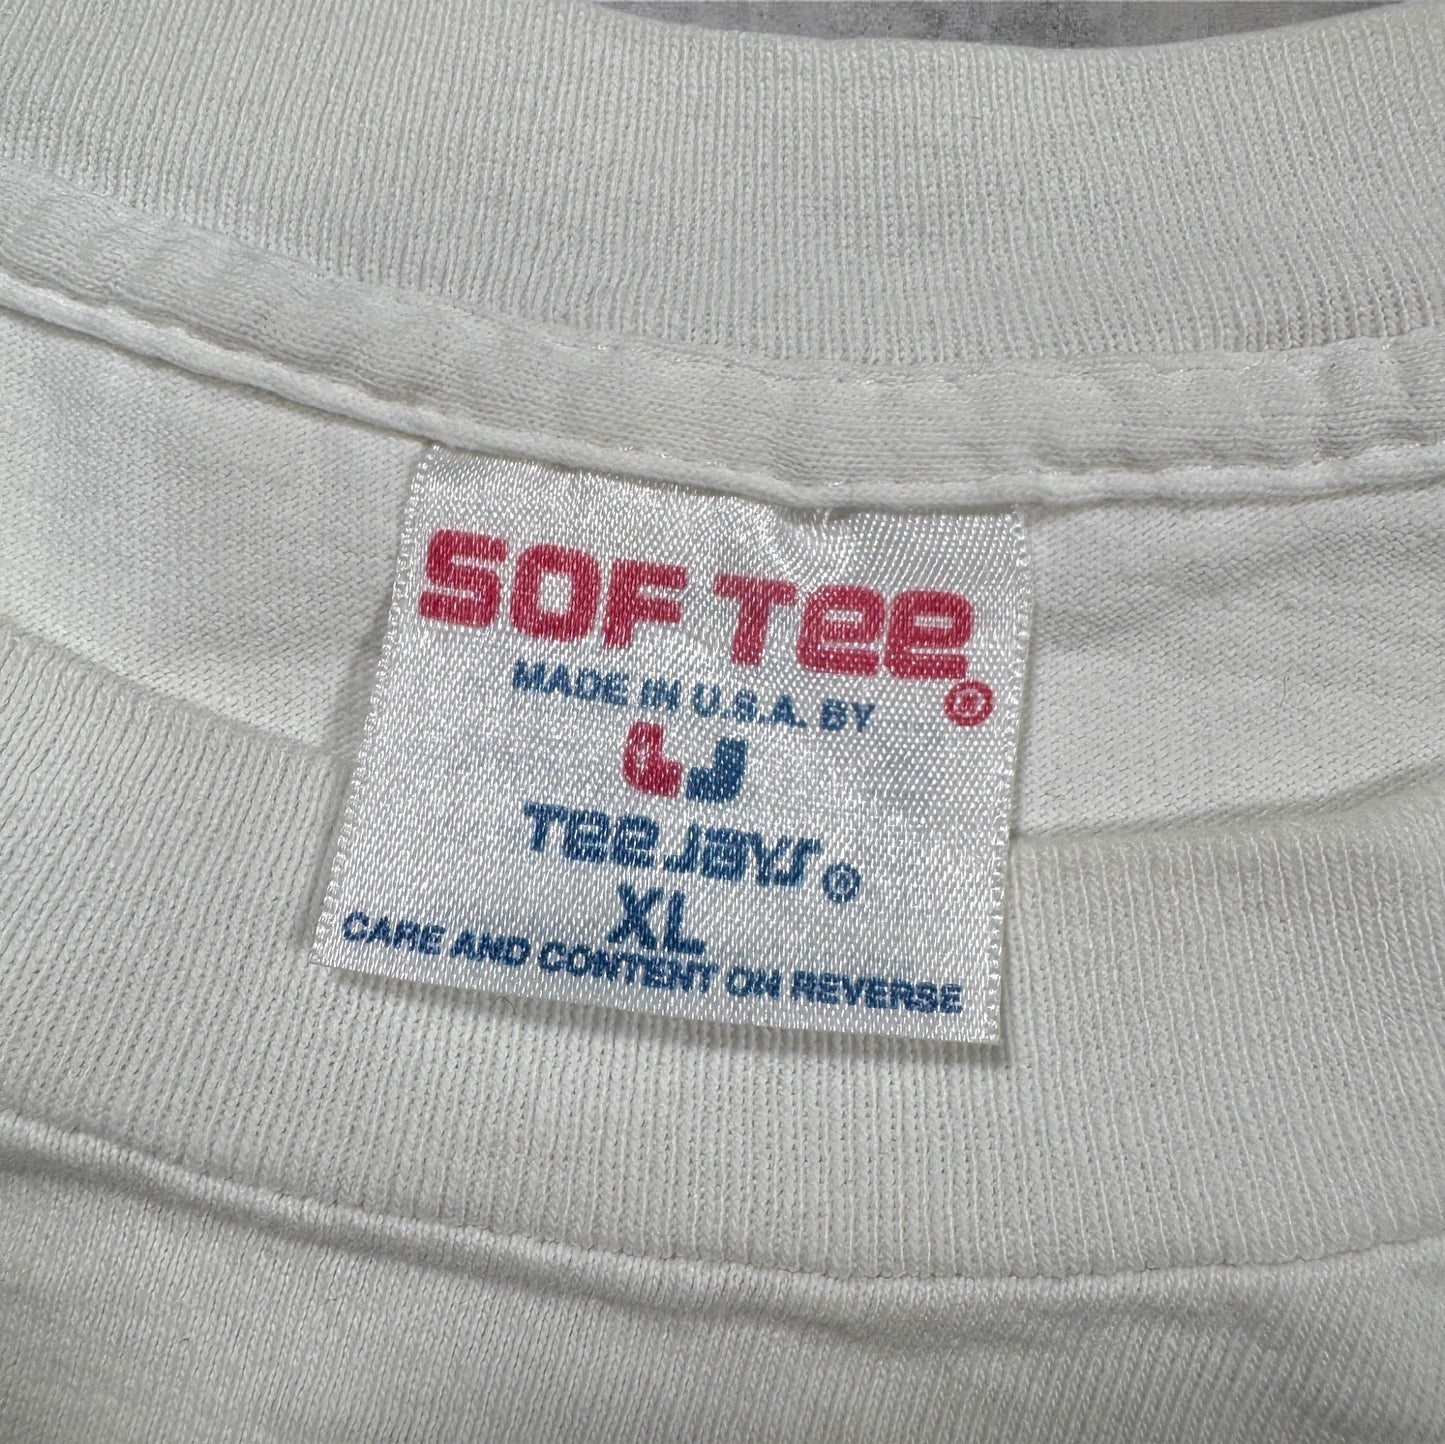 SOF TEE ®
MADE IN U.S.A. BY
TEE JAYS ®
XL
CARE AND CONTENT ON REVERSE